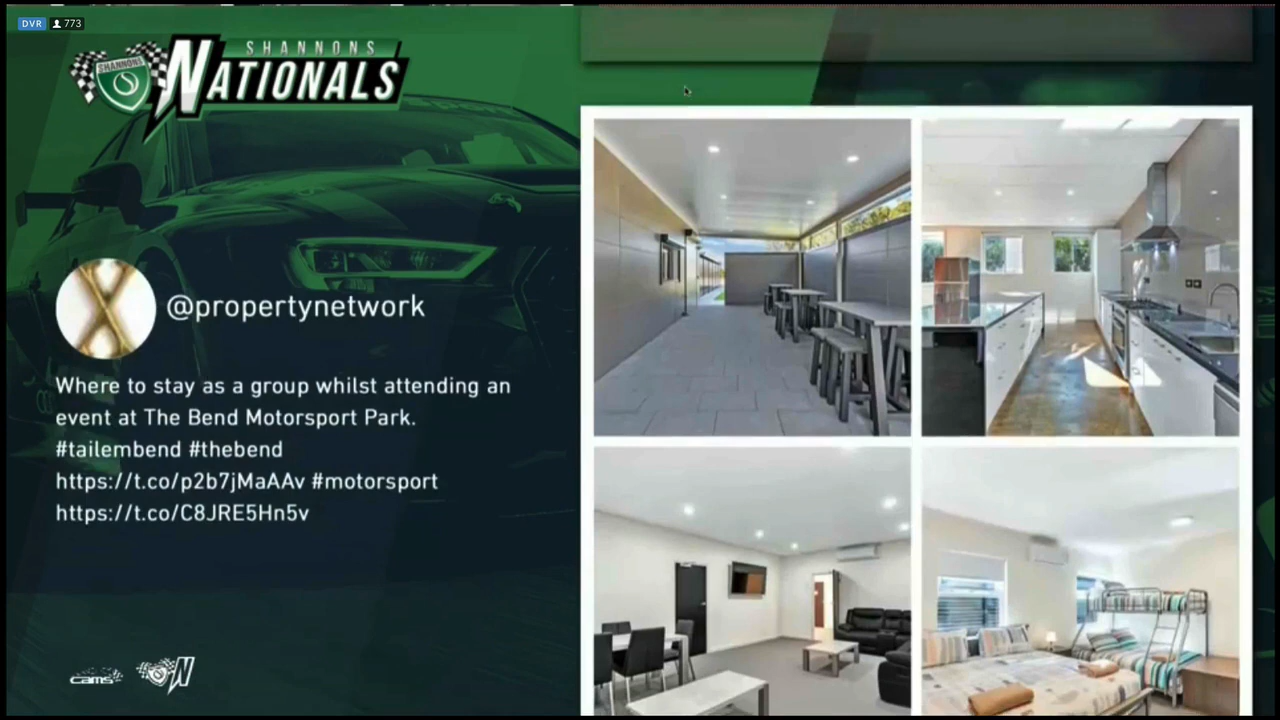 DVR 773
SHANNONS
SHANNONS
NATIONALS
@propertynetwork
Where to stay as a group whilst attending an
event at The Bend Motorsport Park.
#tailembend #thebend
https://t.co/p2b7jMaAAv #motorsport
https://t.co/C8JRE5Hn5v
cams N